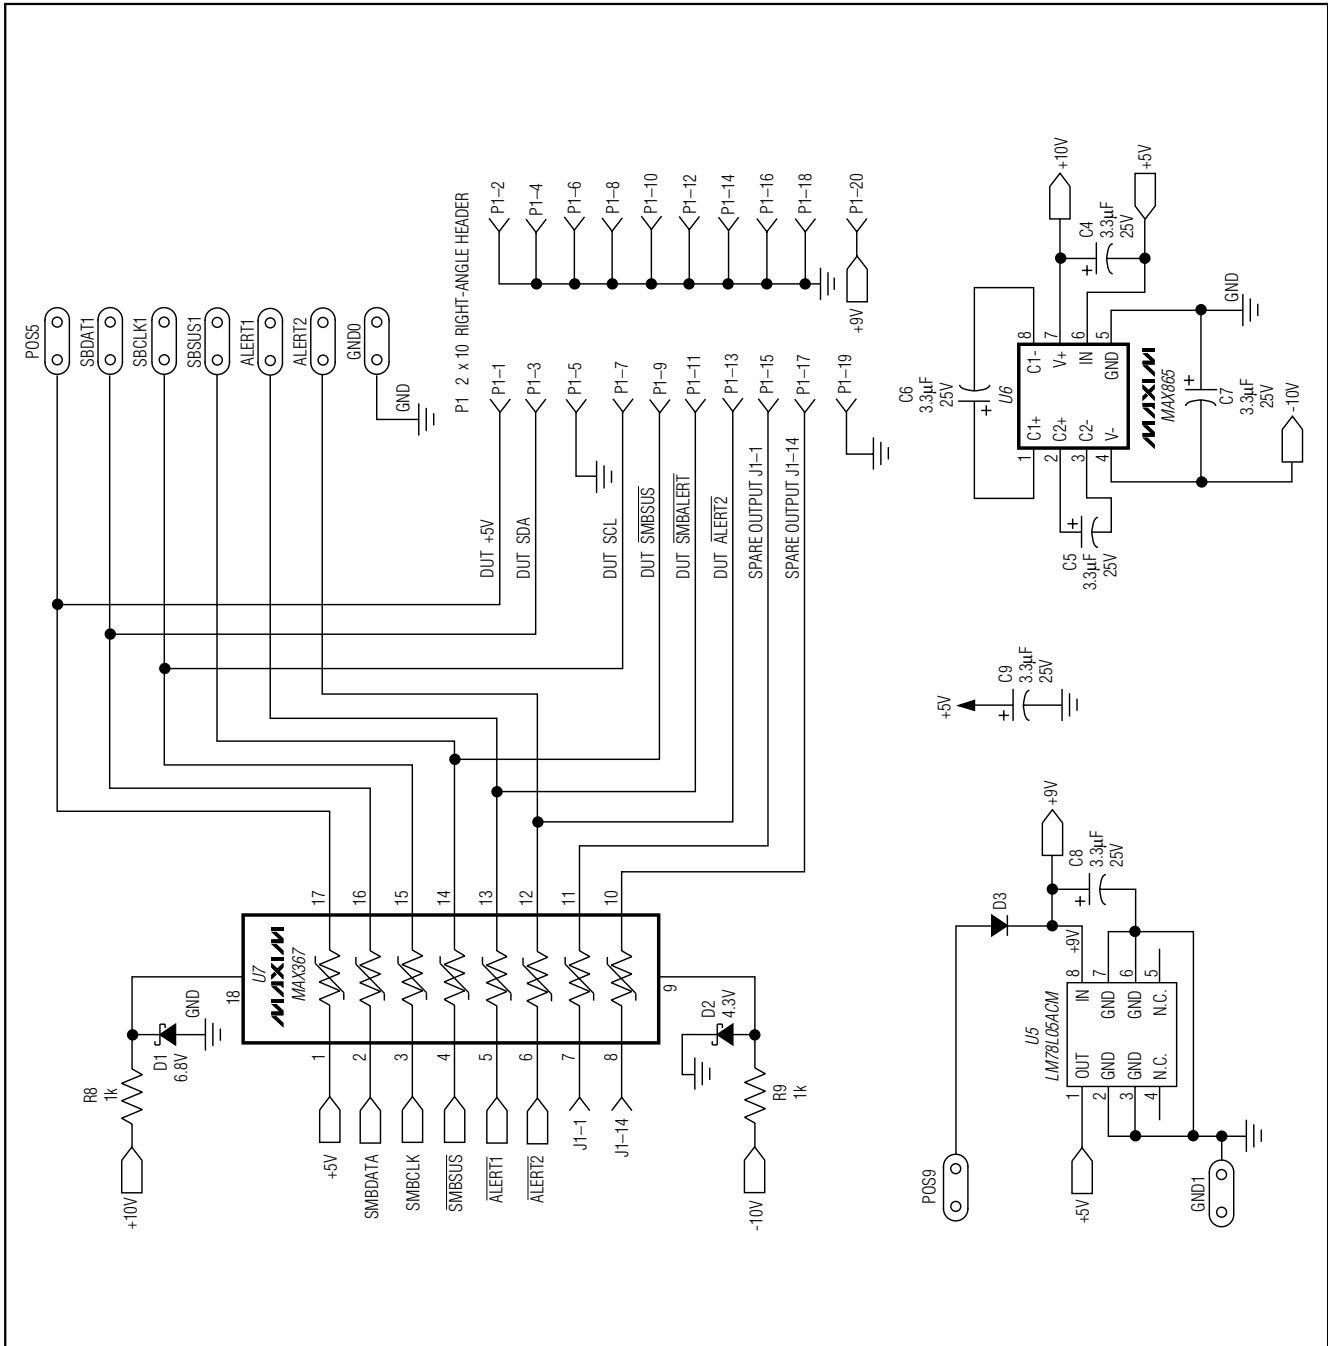 POS5
SBDAT1
SBCLK1
SBSUS1
ALERT1
ALERT2
GND0
GND
P1 2 x 10 RIGHT-ANGLE HEADER
P1–1
P1–3
P1–5
P1–7
P1–9
P1–11
P1–13
P1–15
P1–17
P1–19
P1–2
P1–4
P1–6
P1–8
P1–10
P1–12
P1–14
P1–16
P1–18
P1–20
+9V
DUT +5V
DUT SDA
DUT SCL
DUT SMBSUS
DUT SMBALERT
DUT ALERT2
SPARE OUTPUT J1–1
SPARE OUTPUT J1–14
U7
MAXIM
MAX367
18
17
16
15
14
13
12
11
10
9
1
2
3
4
5
6
7
8
R8
1k
+10V
D1
6.8V
GND
+5V
SMBDATA
SMBCLK
SMBSUS
ALERT1
ALERT2
J1–1
J1–14
D2
4.3V
R9
1k
-10V
C6
3.3µF
25V
U6
MAXIM
MAX865
1
C1+
2
C2+
3
C2-
4
V-
8
C1-
7
V+
6
IN
5
GND
+10V
+5V
C4
3.3µF
25V
C5
3.3µF
25V
GND
C7
3.3µF
25V
-10V
+5V
C9
3.3µF
25V
POS9
D3
+9V
+9V
C8
3.3µF
25V
U5
LM78L05ACM
1
OUT
2
GND
3
GND
4
N.C.
8
IN
7
GND
6
GND
5
N.C.
+5V
GND1